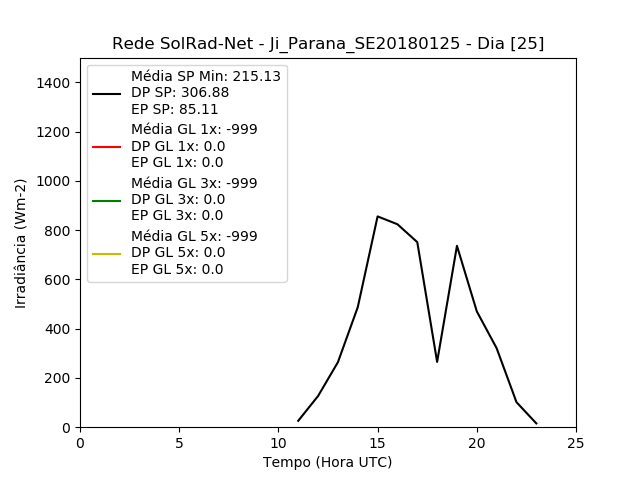 Rede SolRad-Net - Ji_Parana_SE20180125 - Dia [25]
Média SP Min: 215.13
DP SP: 306.88
EP SP: 85.11
Média GL 1x: -999
DP GL 1x: 0.0
EP GL 1x: 0.0
Média GL 3x: -999
DP GL 3x: 0.0
EP GL 3x: 0.0
Média GL 5x: -999
DP GL 5x: 0.0
EP GL 5x: 0.0
Irradiância (Wm-2)
1400
1200
1000
800
600
400
200
0
0 5 10 15 20 25
Tempo (Hora UTC)